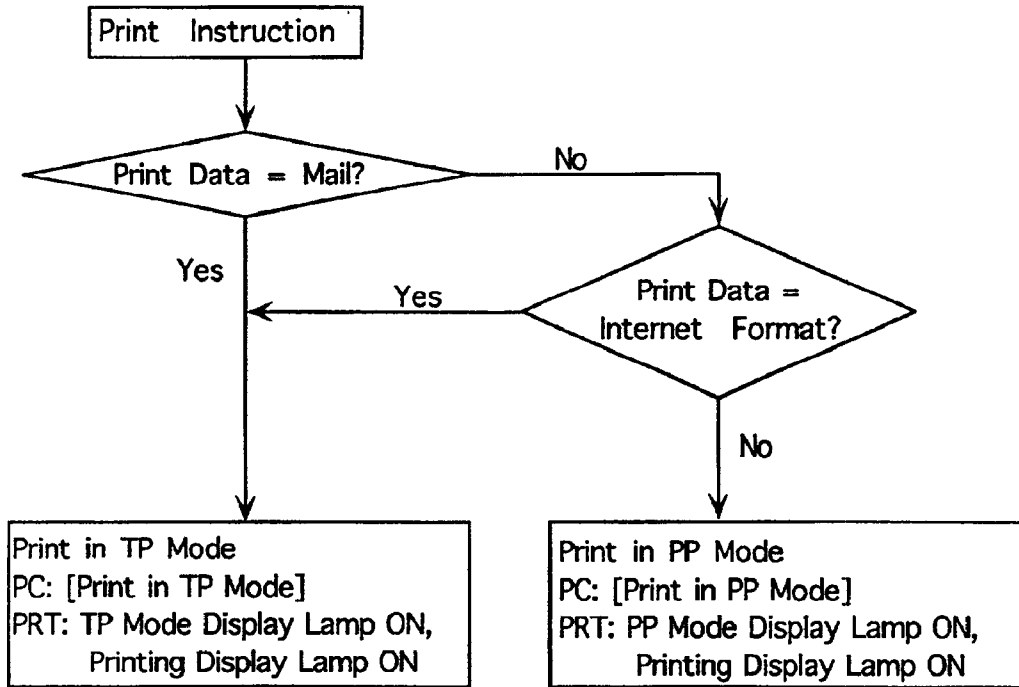 Print Instruction
Print Data = Mail?
No
Yes
Yes
Print Data =
Internet Format?
No
Print in TP Mode
PC: [Print in TP Mode]
PRT: TP Mode Display Lamp ON,
Printing Display Lamp ON
Print in PP Mode
PC: [Print in PP Mode]
PRT: PP Mode Display Lamp ON,
Printing Display Lamp ON